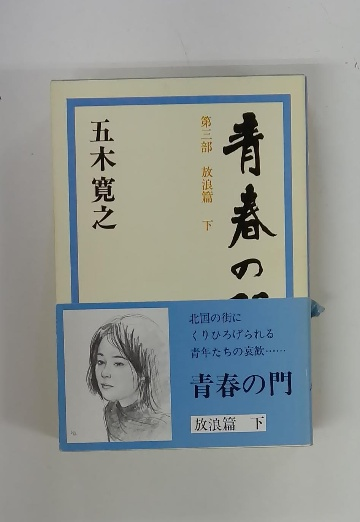 青春の門
第三部 放浪篇 下
五木寛之
北国の街に
くりひろげられる
青年たちの哀歓……
青春の門
放浪篇 下